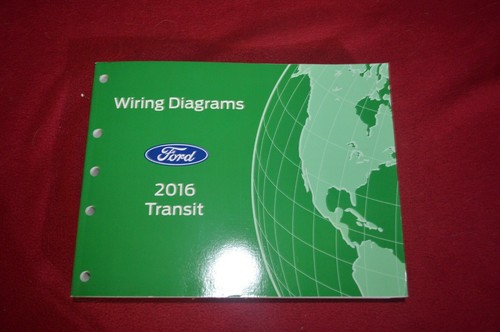 Wiring Diagrams
Ford
2016
Transit